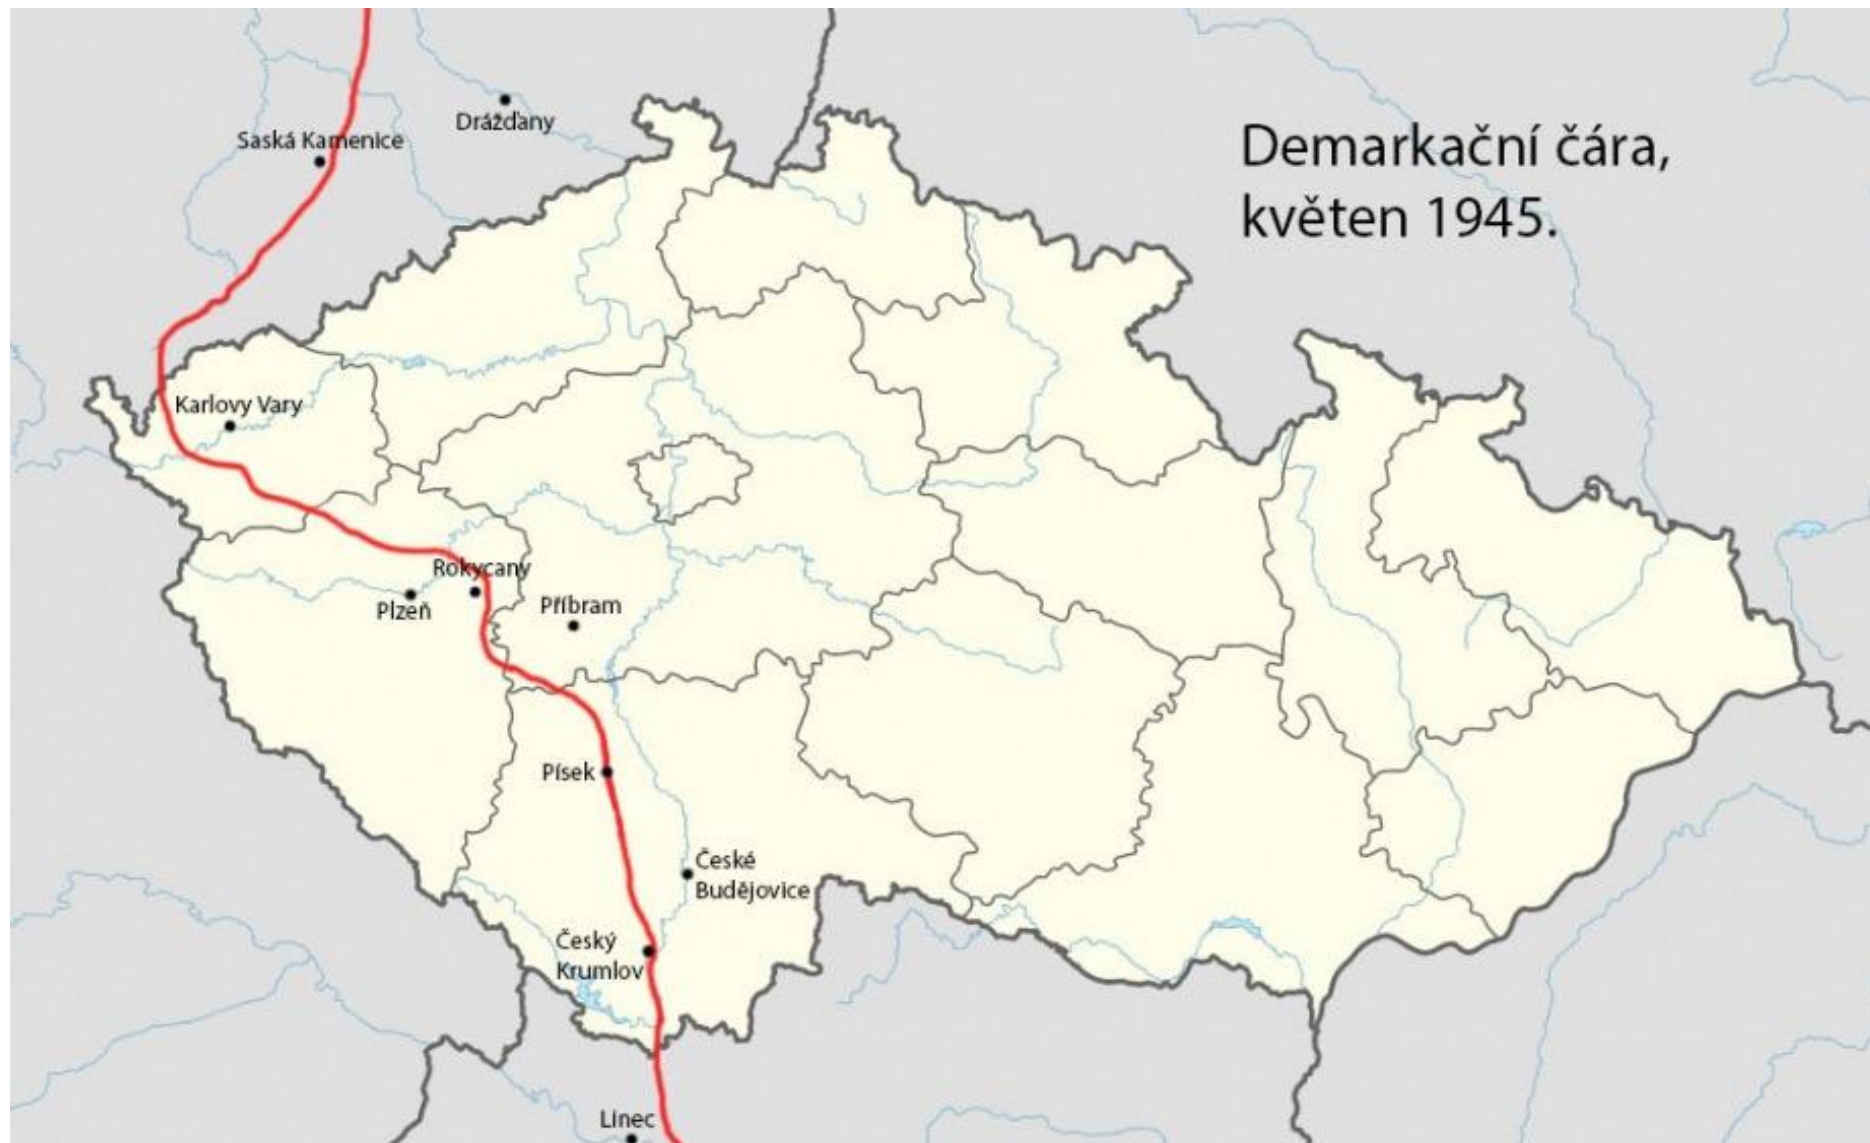 Drážďany
Saská Kamenice
Demarkační čára,
květen 1945.
Karlovy Vary
Rokycany
Plzeň
Příbram
Písek
České
Budějovice
Český
Krumlov
Linec